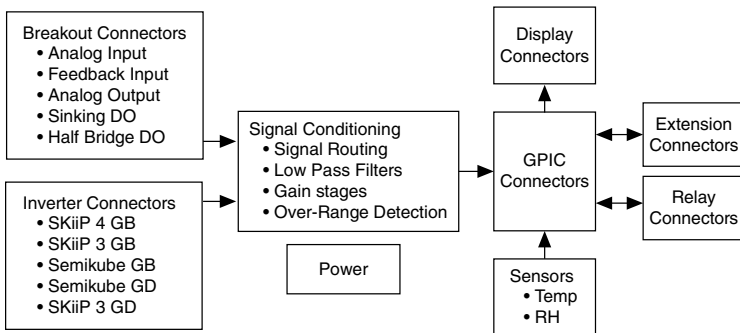 Breakout Connectors
• Analog Input
• Feedback Input
• Analog Output
• Sinking DO
• Half Bridge DO
Inverter Connectors
• SKiiP 4 GB
• SKiiP 3 GB
• Semikube GB
• Semikube GD
• SKiiP 3 GD
Signal Conditioning
• Signal Routing
• Low Pass Filters
• Gain stages
• Over-Range Detection
Power
Display
Connectors
GPIC
Connectors
Sensors
• Temp
• RH
Extension
Connectors
Relay
Connectors